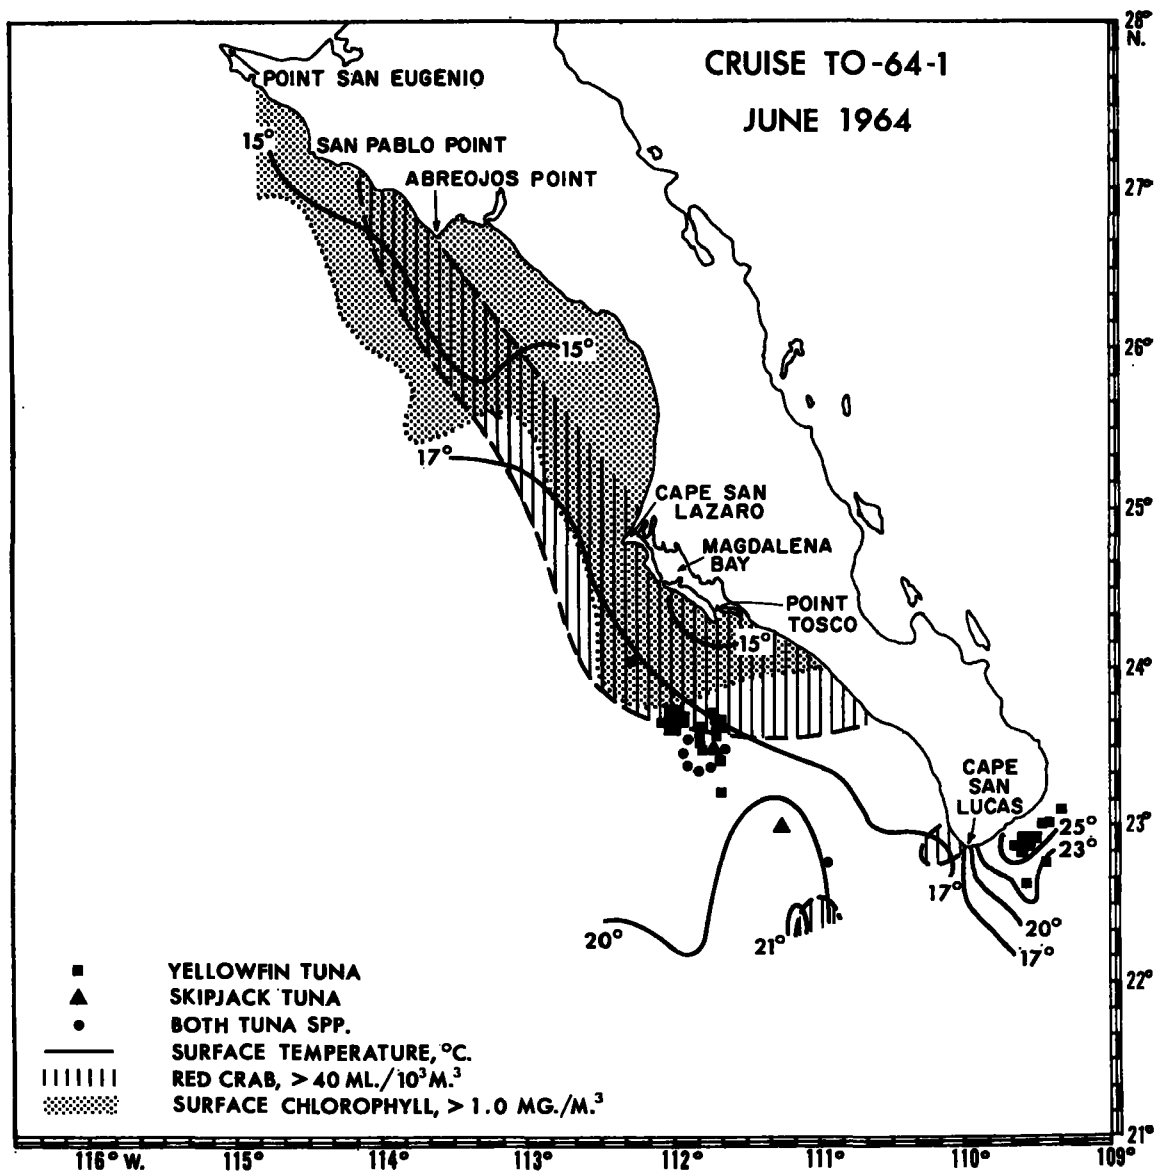 28°
N.
CRUISE TO-64-1
JUNE 1964
POINT SAN EUGENIO
15°
SAN PABLO POINT
ABREOJOS POINT
27°
15°
26°
17°
CAPE SAN
LAZARO
25°
MAGDALENA
BAY
POINT
TOSCO
15°
24°
CAPE
SAN
LUCAS
23°
25°
23°
17°
20°
20°
21°
17°
22°
YELLOWFIN TUNA
SKIPJACK TUNA
BOTH TUNA SPP.
SURFACE TEMPERATURE, °C.
RED CRAB, > 40 ML./10³M.³
SURFACE CHLOROPHYLL, > 1.0 MG./M.³
21°
116° W. 115° 114° 113° 112° 111° 110° 109°